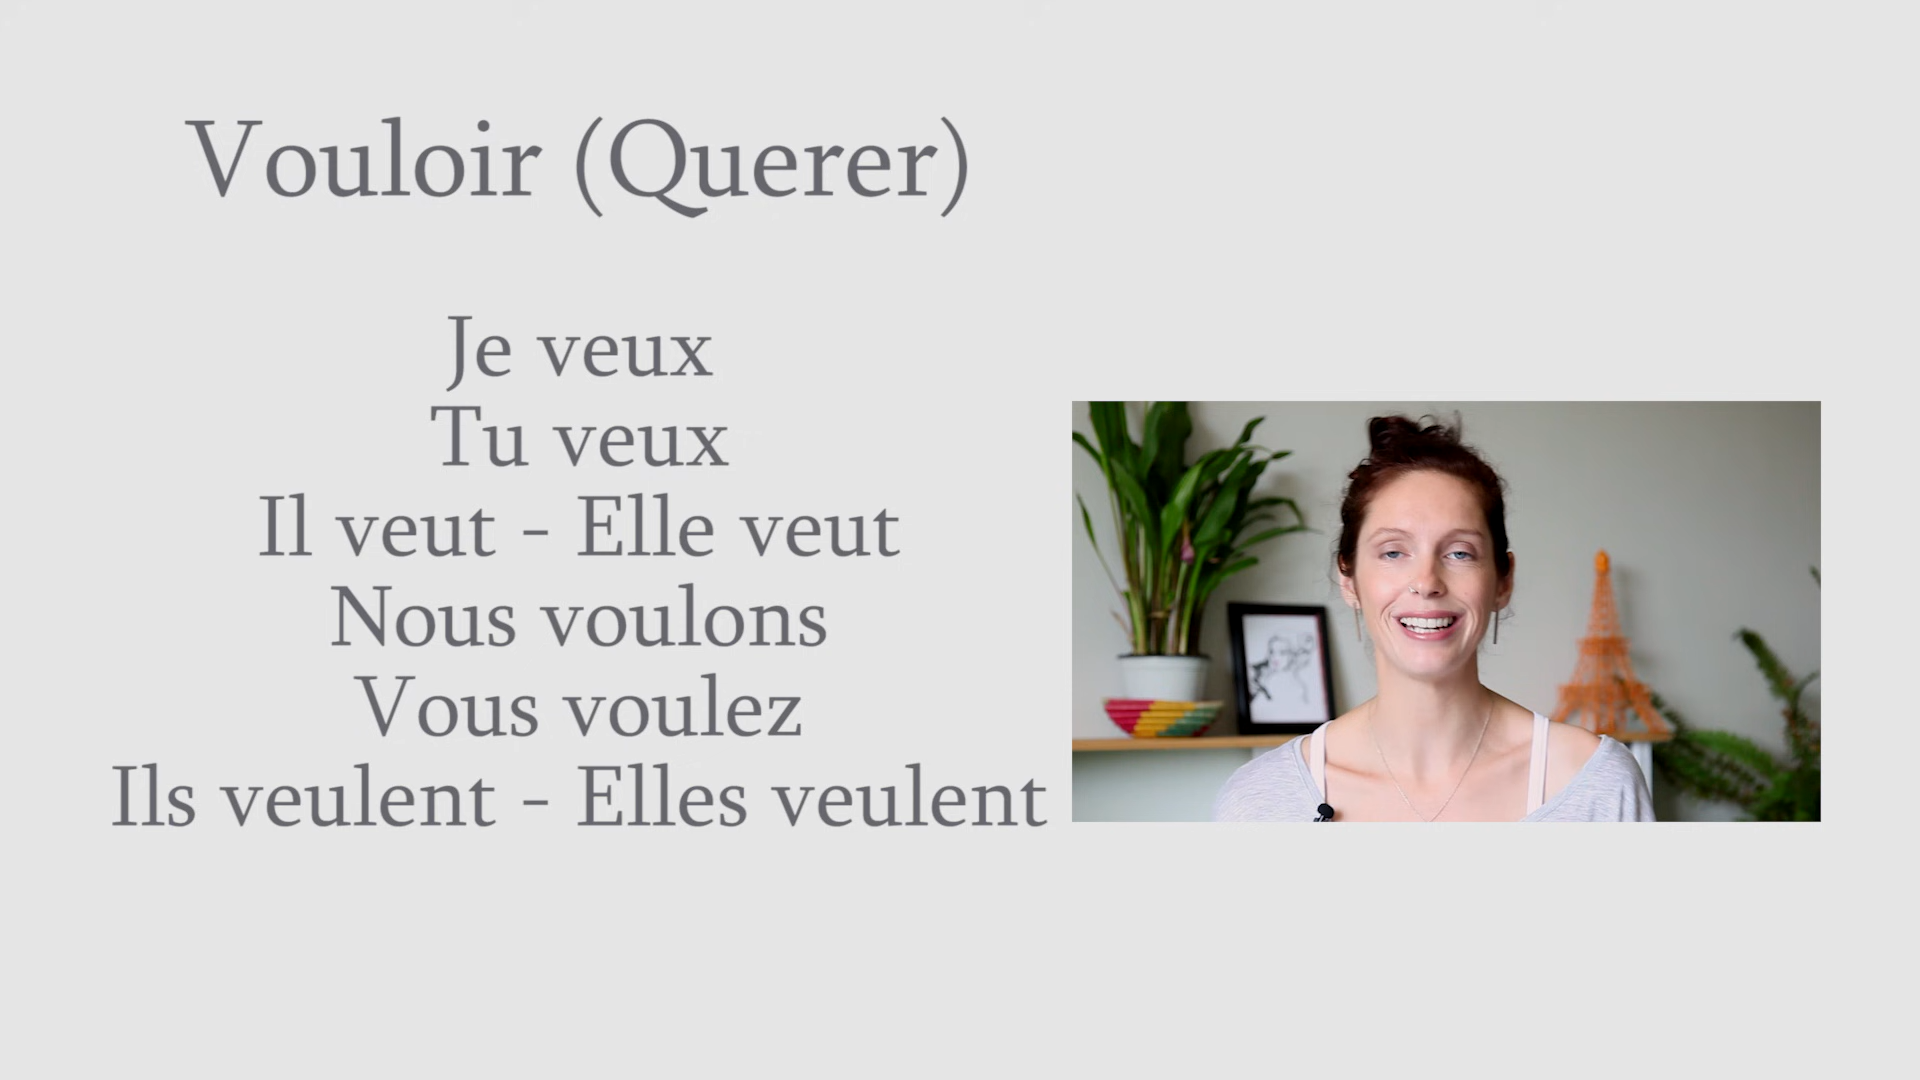 Vouloir (Querer)
Je veux
Tu veux
Il veut - Elle veut
Nous voulons
Vous voulez
Ils veulent - Elles veulent